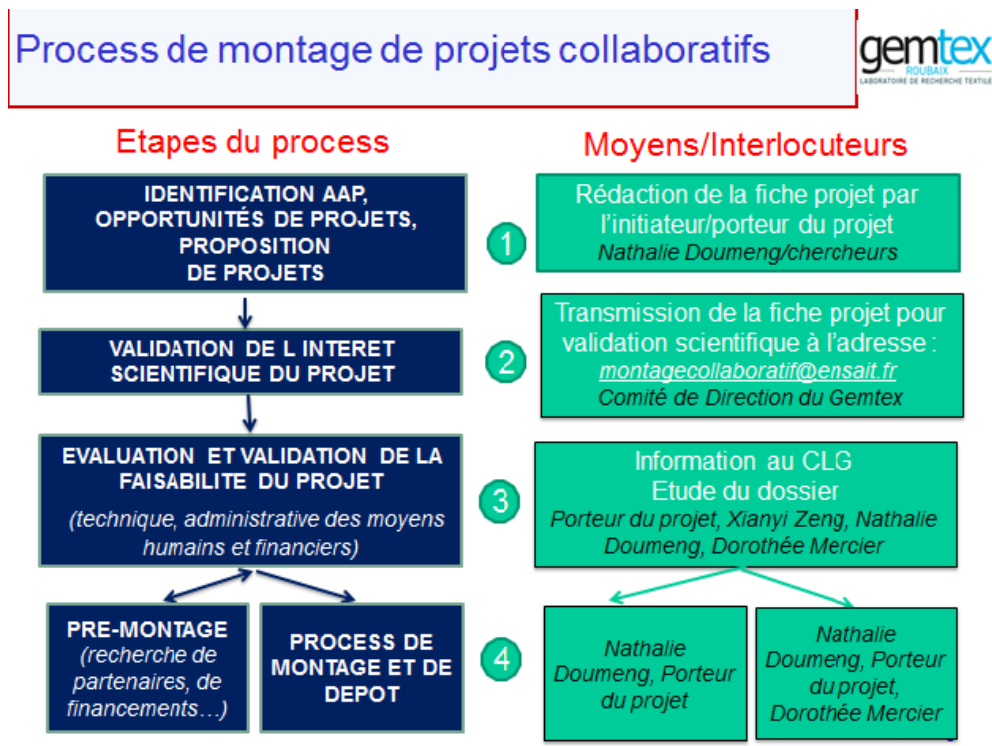 Process de montage de projets collaboratifs
gemtex
ROUBAIX
LABORATOIRE DE RECHERCHE TEXTILE
Etapes du process
Moyens/Interlocuteurs
IDENTIFICATION AAP,
OPPORTUNITÉS DE PROJETS,
PROPOSITION
DE PROJETS
1
Rédaction de la fiche projet par
l'initiateur/porteur du projet
Nathalie Doumeng/chercheurs
VALIDATION DE L INTERET
SCIENTIFIQUE DU PROJET
2
Transmission de la fiche projet pour
validation scientifique à l'adresse :
montagecollaboratif@ensait.fr
Comité de Direction du Gemtex
EVALUATION ET VALIDATION DE LA
FAISABILITE DU PROJET
(technique, administrative des moyens
humains et financiers)
3
Information au CLG
Etude du dossier
Porteur du projet, Xianyi Zeng, Nathalie
Doumeng, Dorothée Mercier
PRE-MONTAGE
(recherche de
partenaires, de
financements…)
PROCESS DE
MONTAGE ET DE
DEPOT
4
Nathalie
Doumeng, Porteur
du projet
Nathalie
Doumeng, Porteur
du projet,
Dorothée Mercier